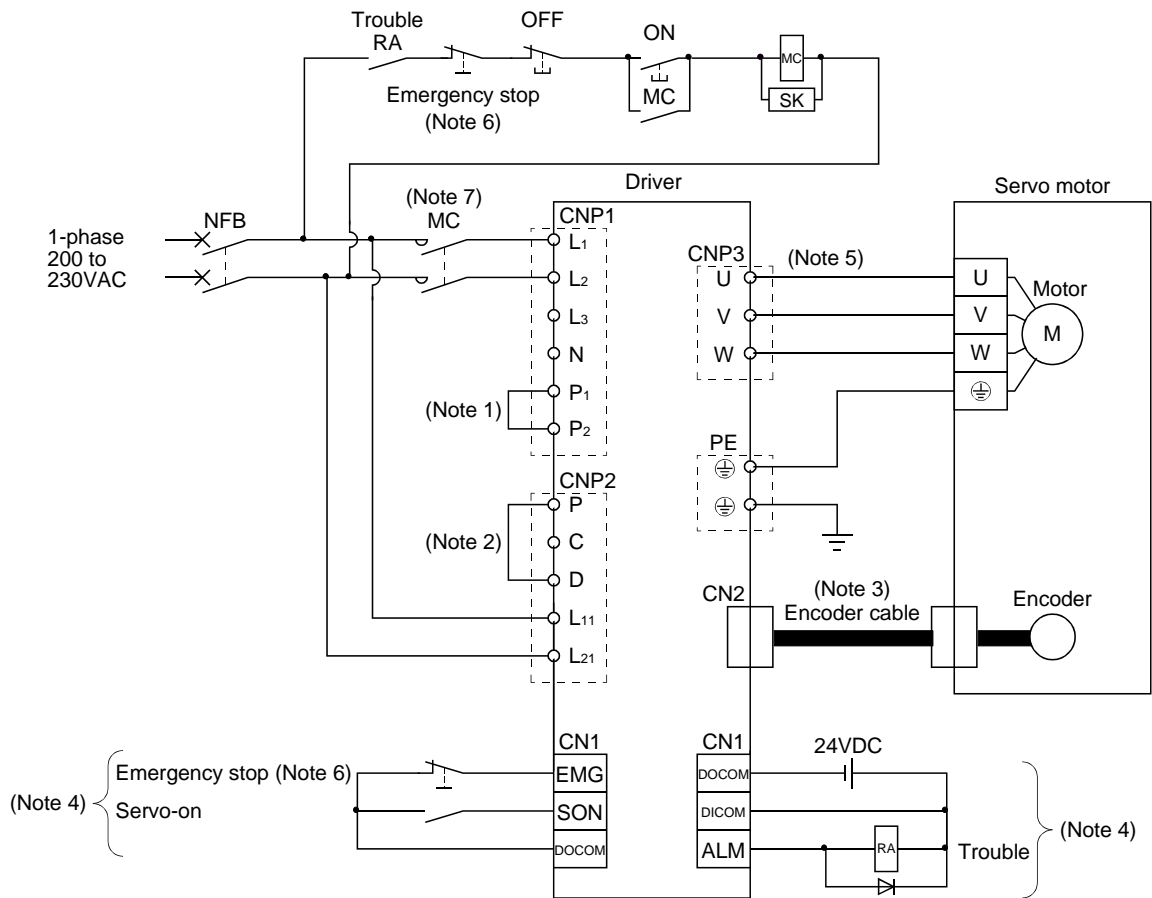 Trouble
RA
OFF
ON
MC
SK
Emergency stop
(Note 6)
MC
1-phase
200 to
230VAC
NFB
(Note 7)
MC
Driver
Servo motor
CNP1
L1
L2
L3
N
P1
P2
(Note 1)
CNP3
U
V
W
(Note 5)
U
V
W
Motor
M
PE
CNP2
P
C
D
L11
L21
(Note 2)
CN2
(Note 3)
Encoder cable
Encoder
(Note 4)
Emergency stop (Note 6)
Servo-on
CN1
EMG
SON
DOCOM
CN1
DOCOM
DICOM
ALM
24VDC
RA
Trouble
(Note 4)